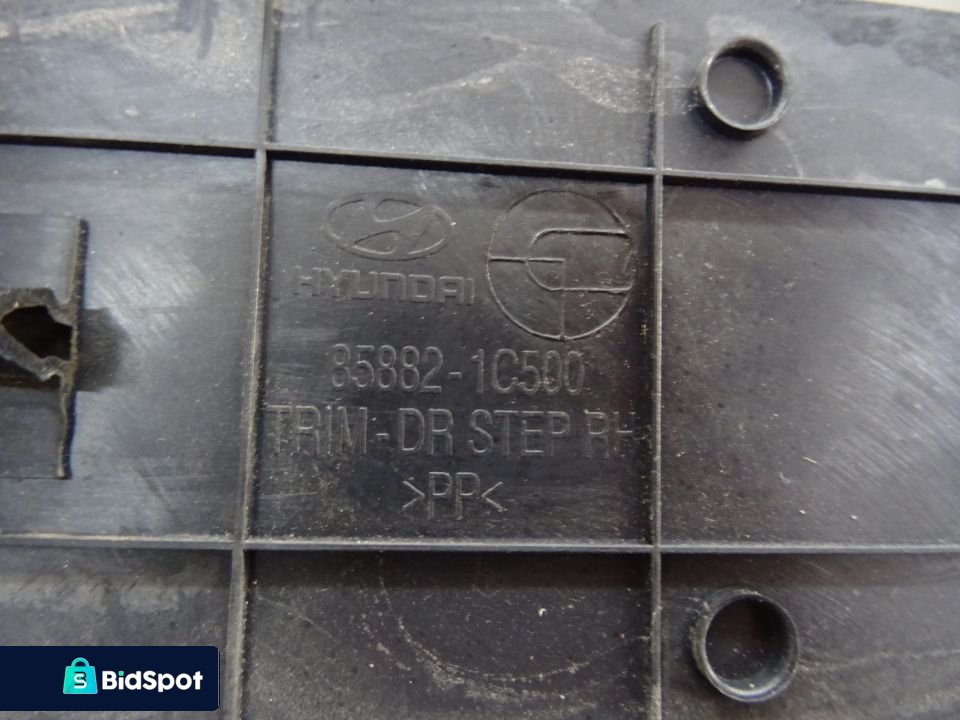 HYUNDAI
85882-1C500
TRIM-DR STEP RH
>PP<
BidSpot